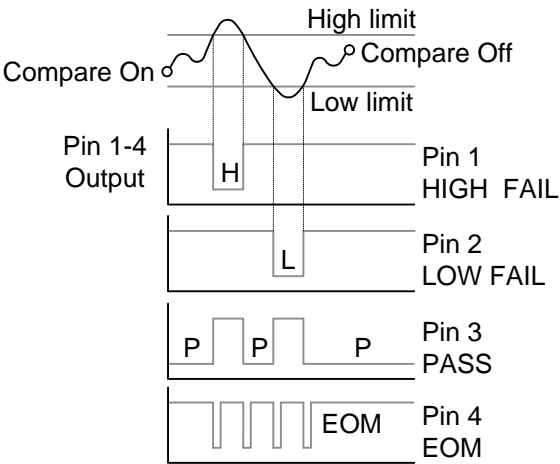 High limit
Compare On
Compare Off
Low limit
Pin 1-4
Output
H
Pin 1
HIGH FAIL
L
Pin 2
LOW FAIL
P
P
P
Pin 3
PASS
EOM
Pin 4
EOM